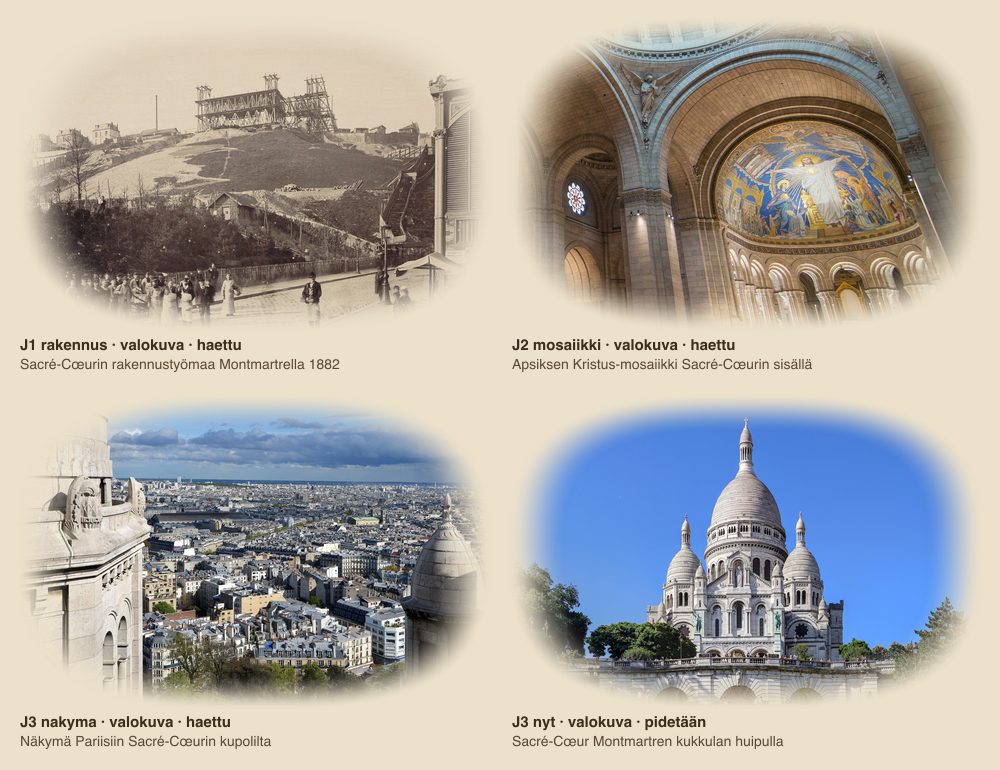 J1 rakennus · valokuva · haettu
Sacré-Cœurin rakennustyömaa Montmartrella 1882
J2 mosaiikki · valokuva · haettu
Apsiksen Kristus-mosaiikki Sacré-Cœurin sisällä
J3 nakyma · valokuva · haettu
Näkymä Pariisiin Sacré-Cœurin kupolilta
J3 nyt · valokuva · pidetään
Sacré-Cœur Montmartren kukkulan huipulla